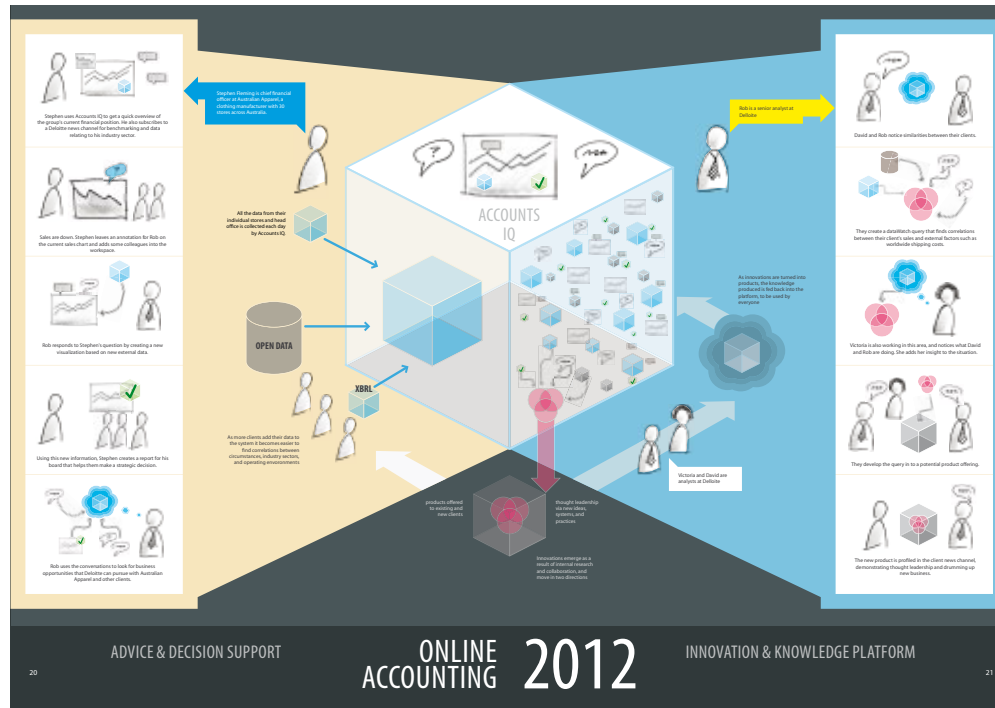 Stephen uses Accounts IQ to get a quick overview
of the group's current financial position. He also subscribes to
a Deloitte news channel for benchmarking and data
relating to his industry sector.
Sales are down. Stephen leaves an annotation for Rob on
the current sales chart and adds some colleagues into the
workspace.
Rob responds to Stephen's question by creating a new
visualization based on new external data.
Using this new information, Stephen creates a report for his
board that helps them make a strategic decision.
Rob uses the conversations to look for business
opportunities that Deloitte can pursue with Australian
Apparel and other clients.
Stephen Fleming is chief financial
officer at Australian Apparel, a
clothing manufacturer with 30
stores across Australia.
All the data from their
individual stores and head
office is collected each day
by Accounts IQ.
OPEN DATA
XBRL
As more clients add their data to
the system it becomes easier to
find correlations between
circumstances, industry sectors,
and operating environments
?
ACCOUNTS
IQ
products offered
to existing and
new clients
thought leadership
via new ideas,
systems, and
practices
Innovations emerge as a
result of internal research
and collaboration, and
move in two directions
Rob is a senior analyst at
Delloite
As innovations are turned into
products, the knowledge
produced is fed back into the
platform, to be used by
everyone
Victoria and David are
analysts at Delloite
David and Rob notice similarities between their clients.
They create a dataWatch query that finds correlations
between their client's sales and external factors such as
worldwide shipping costs.
Victoria is also working in this area, and notices what David
and Rob are doing. She adds her insight to the situation.
They develop the query in to a potential product offering.
The new product is profiled in the client news channel,
demonstrating thought leadership and drumming up
new business.
20
ADVICE & DECISION SUPPORT
ONLINE
ACCOUNTING
2012
INNOVATION & KNOWLEDGE PLATFORM
21